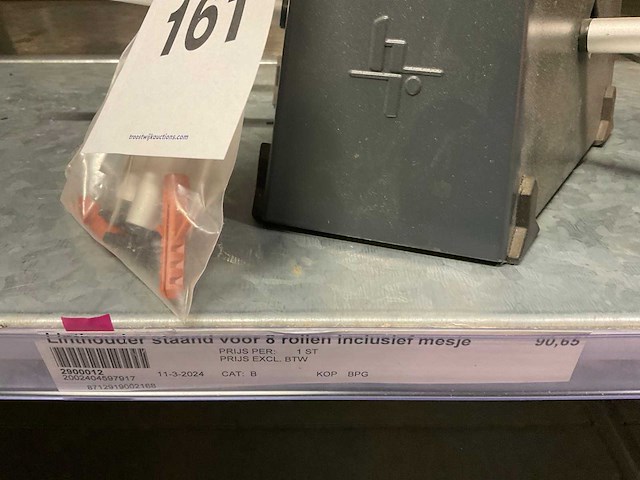 161
troostwijkauctions.com
Linthouder staand voor 8 rollen inclusief mesje 90,65
PRIJS PER: 1 ST
PRIJS EXCL. BTW
2900012 11-3-2024 CAT: B KOP BPG
2002404597917
8712919002168